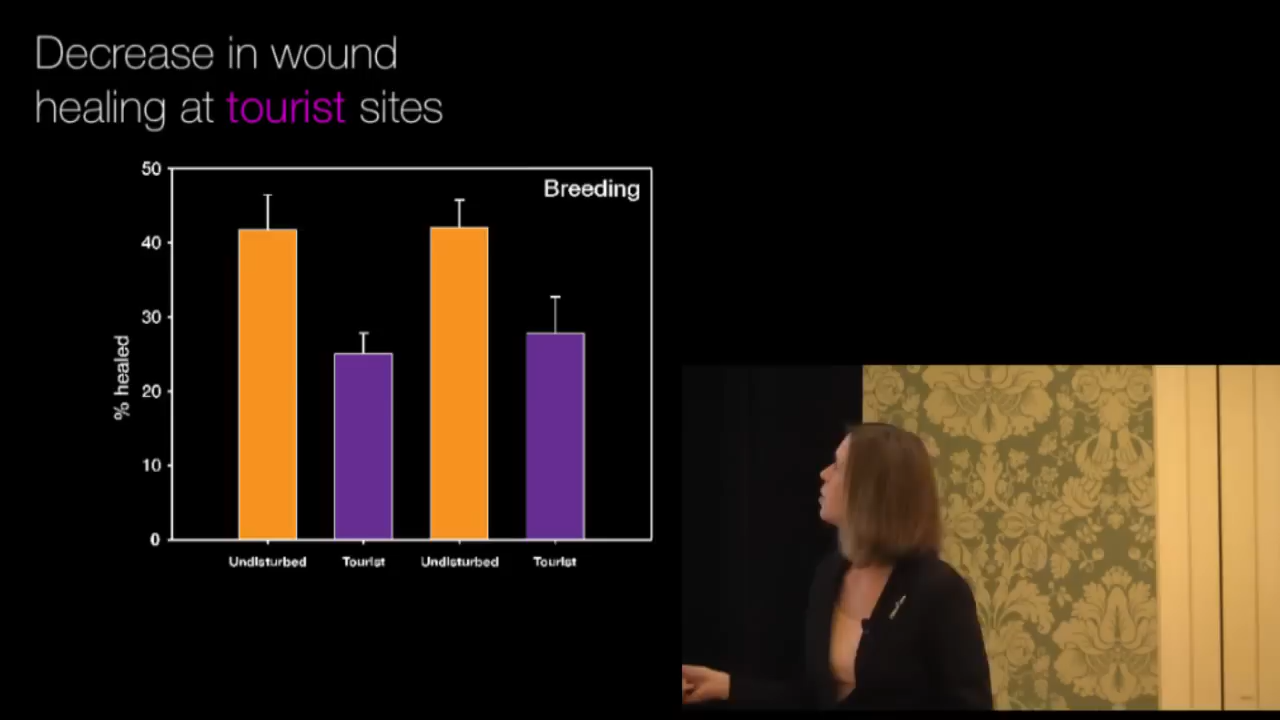 Decrease in wound
healing at tourist sites
Breeding
50
40
30
20
10
0
% healed
Undisturbed Tourist Undisturbed Tourist